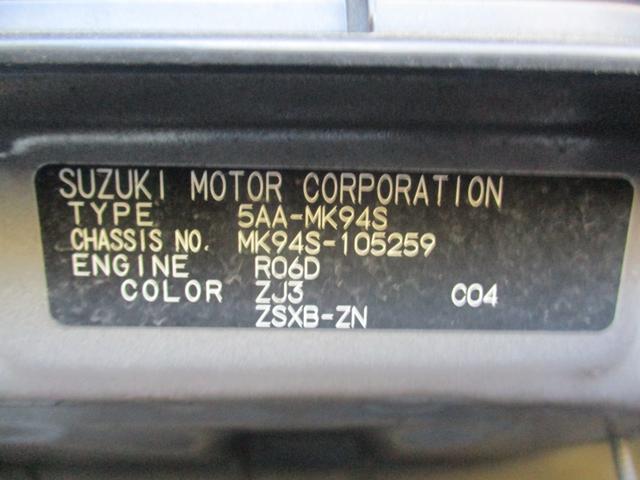 SUZUKI MOTOR CORPORATION
TYPE 5AA-MK94S
CHASSIS NO. MK94S-105259
ENGINE R06D
COLOR ZJ3 C04
ZSXB-ZN